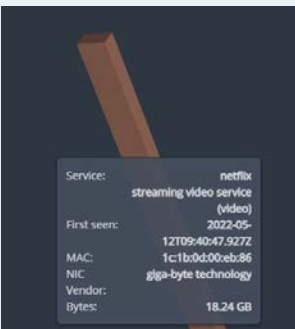 Service: netflix
streaming video service
(video)
First seen: 2022-05-
12T09:40:47.927Z
MAC: 1c:1b:0d:00:eb:86
NIC giga-byte technology
Vendor:
Bytes: 18.24 GB